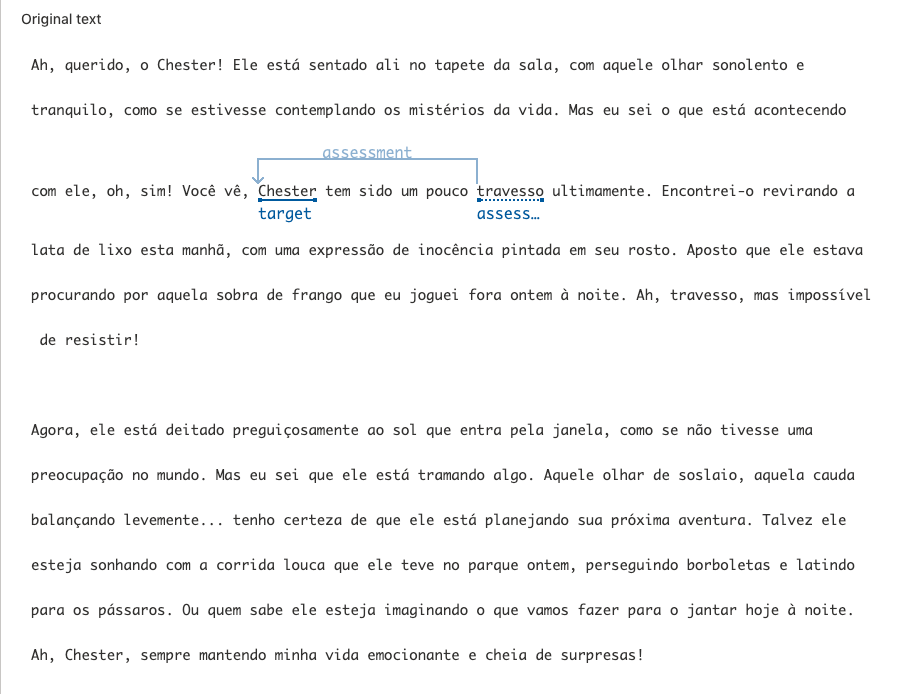 Original text
Ah, querido, o Chester! Ele está sentado ali no tapete da sala, com aquele olhar sonolento e
tranquilo, como se estivesse contemplando os mistérios da vida. Mas eu sei o que está acontecendo
assessment
com ele, oh, sim! Você vê, Chester tem sido um pouco travesso ultimamente. Encontrei-o revirando a
target assess…
lata de lixo esta manhã, com uma expressão de inocência pintada em seu rosto. Aposto que ele estava
procurando por aquela sobra de frango que eu joguei fora ontem à noite. Ah, travesso, mas impossível
de resistir!
Agora, ele está deitado preguiçosamente ao sol que entra pela janela, como se não tivesse uma
preocupação no mundo. Mas eu sei que ele está tramando algo. Aquele olhar de soslaio, aquela cauda
balançando levemente... tenho certeza de que ele está planejando sua próxima aventura. Talvez ele
esteja sonhando com a corrida louca que ele teve no parque ontem, perseguindo borboletas e latindo
para os pássaros. Ou quem sabe ele esteja imaginando o que vamos fazer para o jantar hoje à noite.
Ah, Chester, sempre mantendo minha vida emocionante e cheia de surpresas!